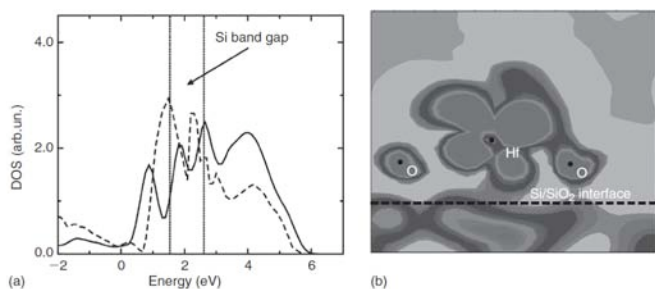 4.0
Si band gap
DOS (arb.un.)
2.0
0.0
−2
0
2
4
6
(a)
Energy (eV)
Hf
O
O
Si/SiO₂ interface
(b)